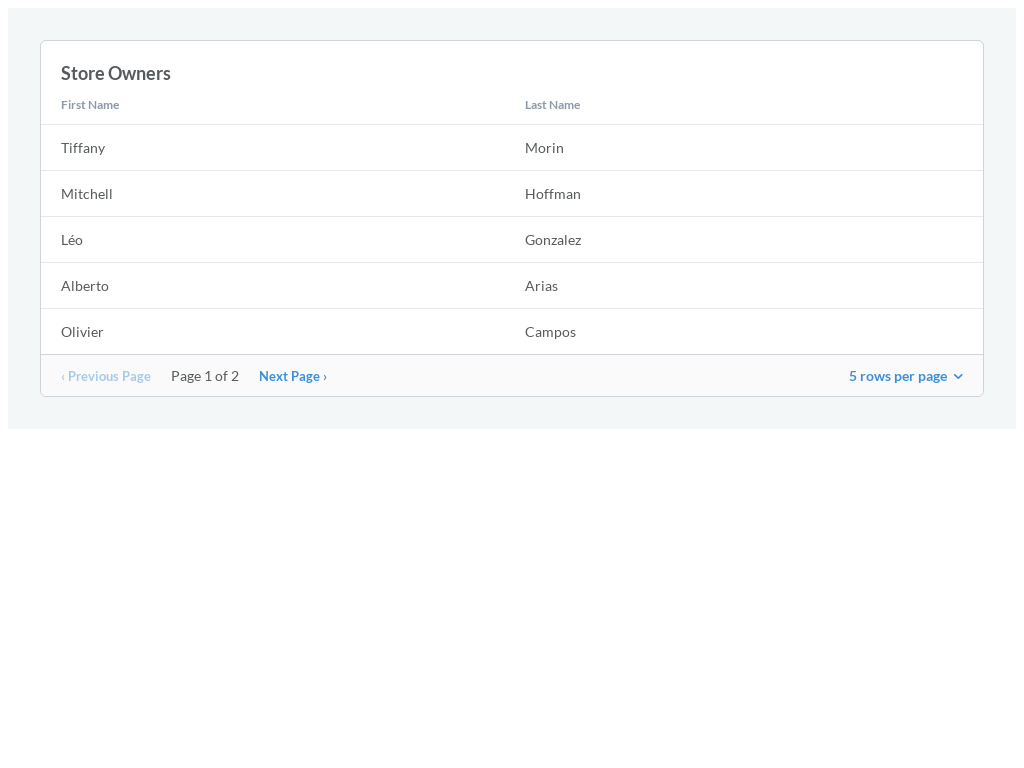 Store Owners
First Name Last Name
Tiffany Morin
Mitchell Hoffman
Léo Gonzalez
Alberto Arias
Olivier Campos
‹ Previous Page Page 1 of 2 Next Page › 5 rows per page